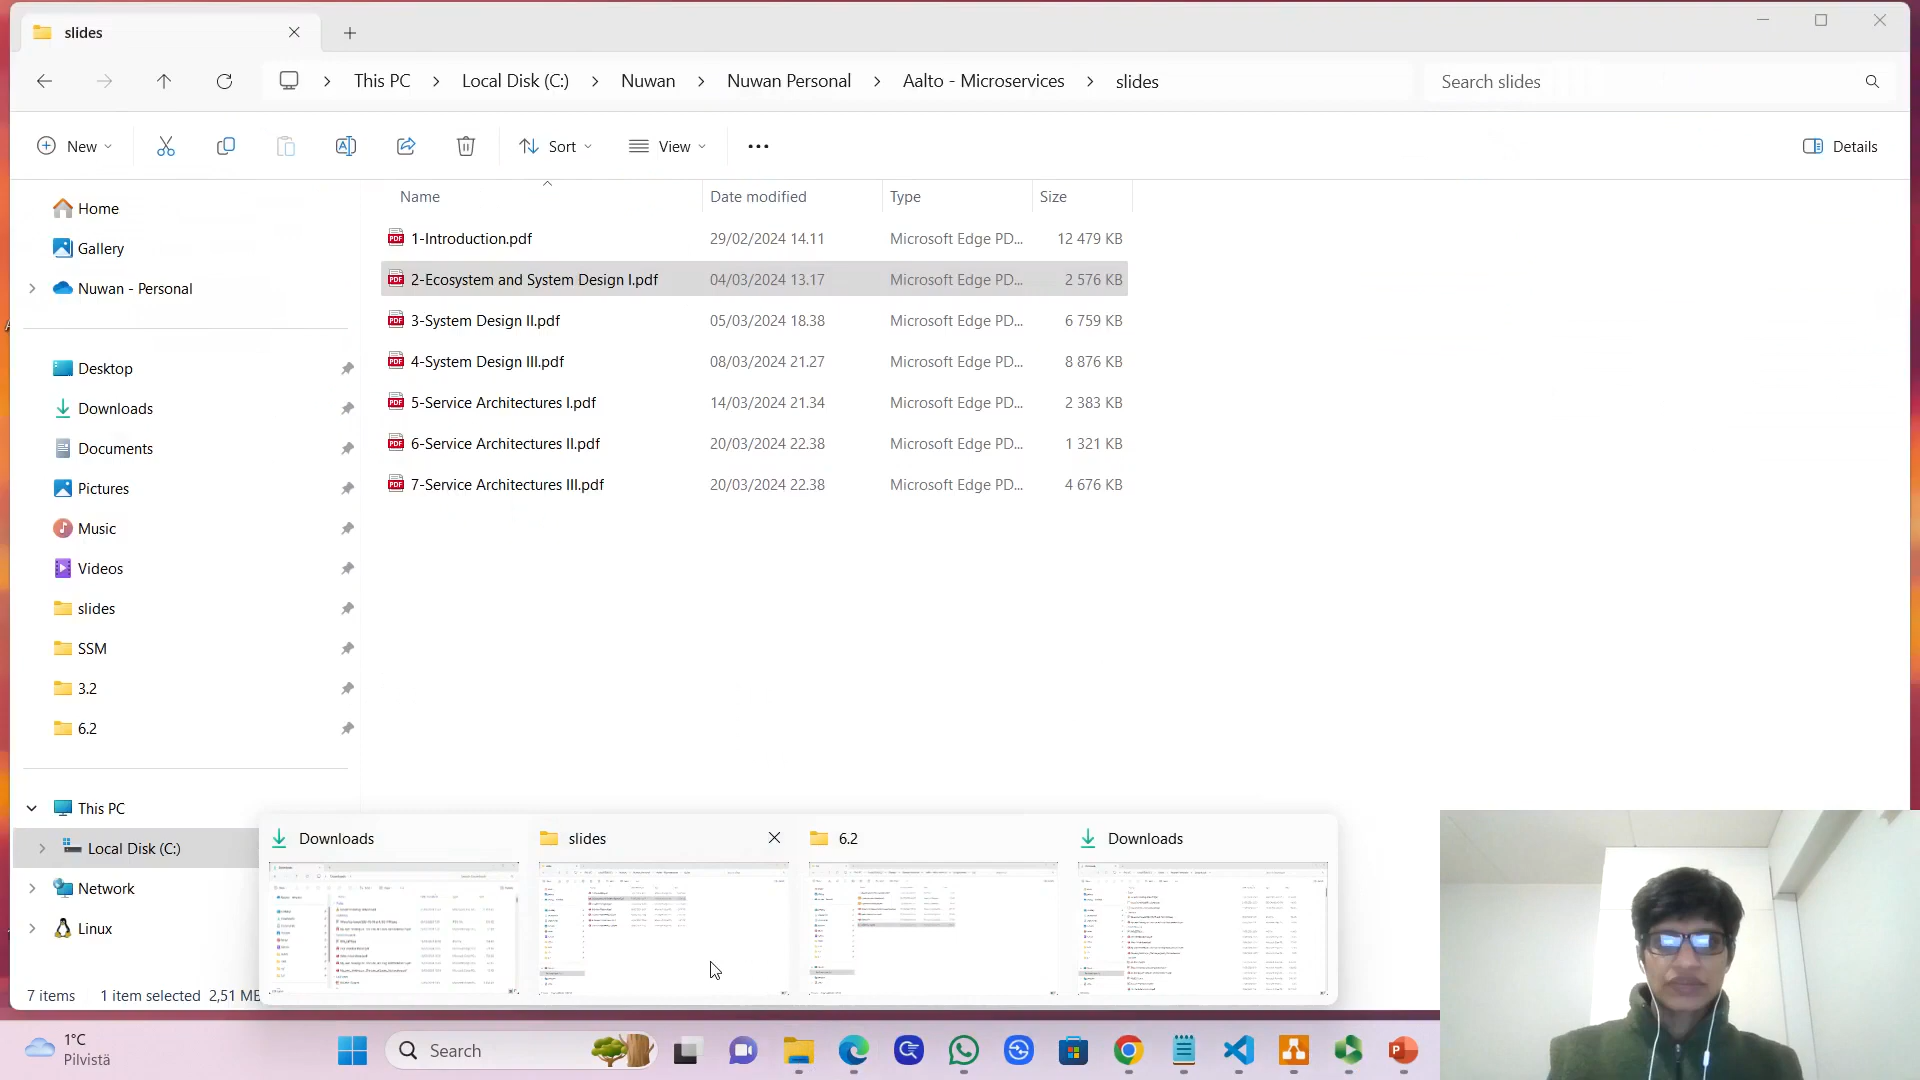 slides
This PC
Local Disk (C:)
Nuwan
Nuwan Personal
Aalto - Microservices
slides
Search slides
New
Sort
View
Details
Name
Date modified
Type
Size
1-Introduction.pdf 29/02/2024 14.11 Microsoft Edge PD... 12 479 KB
2-Ecosystem and System Design I.pdf 04/03/2024 13.17 Microsoft Edge PD... 2 576 KB
3-System Design II.pdf 05/03/2024 18.38 Microsoft Edge PD... 6 759 KB
4-System Design III.pdf 08/03/2024 21.27 Microsoft Edge PD... 8 876 KB
5-Service Architectures I.pdf 14/03/2024 21.34 Microsoft Edge PD... 2 383 KB
6-Service Architectures II.pdf 20/03/2024 22.38 Microsoft Edge PD... 1 321 KB
7-Service Architectures III.pdf 20/03/2024 22.38 Microsoft Edge PD... 4 676 KB
Home
Gallery
Nuwan - Personal
Desktop
Downloads
Documents
Pictures
Music
Videos
slides
SSM
3.2
6.2
This PC
Local Disk (C:)
Network
Linux
7 items 1 item selected 2,51 MB
Downloads
slides
6.2
Downloads
1°C
Pilvistä
Search